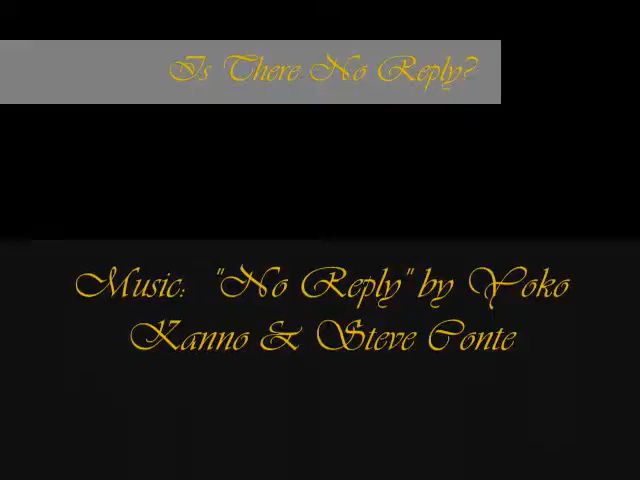 Is There No Reply?
Music: "No Reply" by Yoko
Kanno & Steve Conte